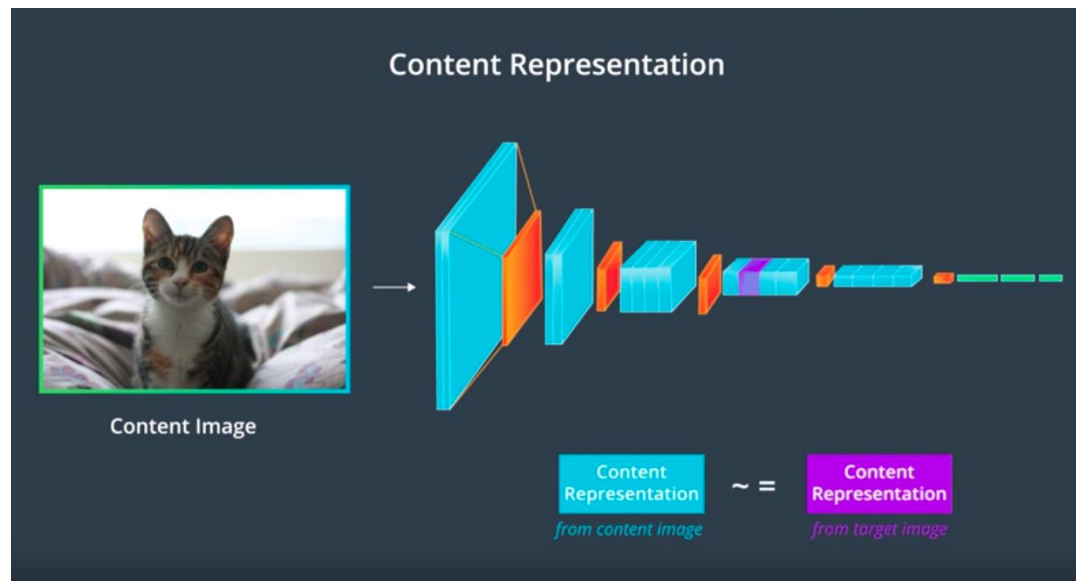 Content Representation
Content Image
Content
Representation
~ =
Content
Representation
from content image
from target image